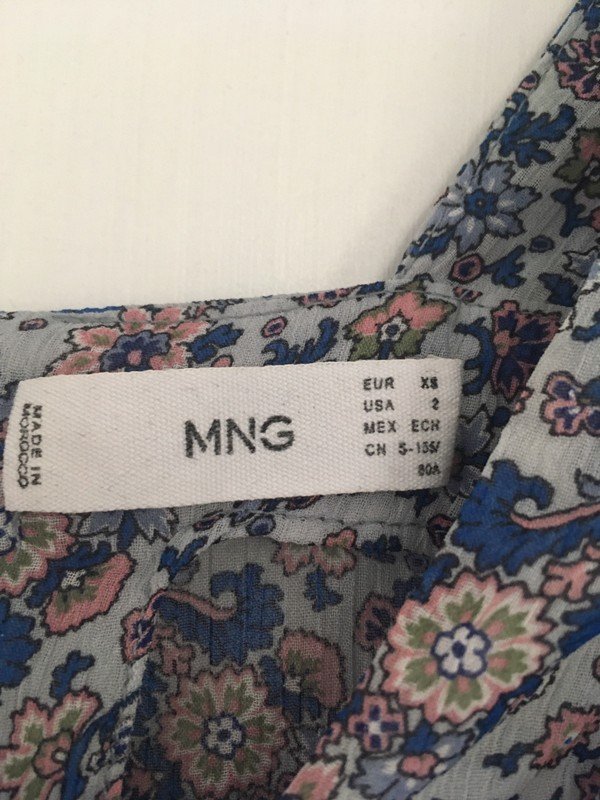 MADE IN
MOROCCO
MNG
EUR XS
USA 2
MEX ECH
CN S-155/
80A